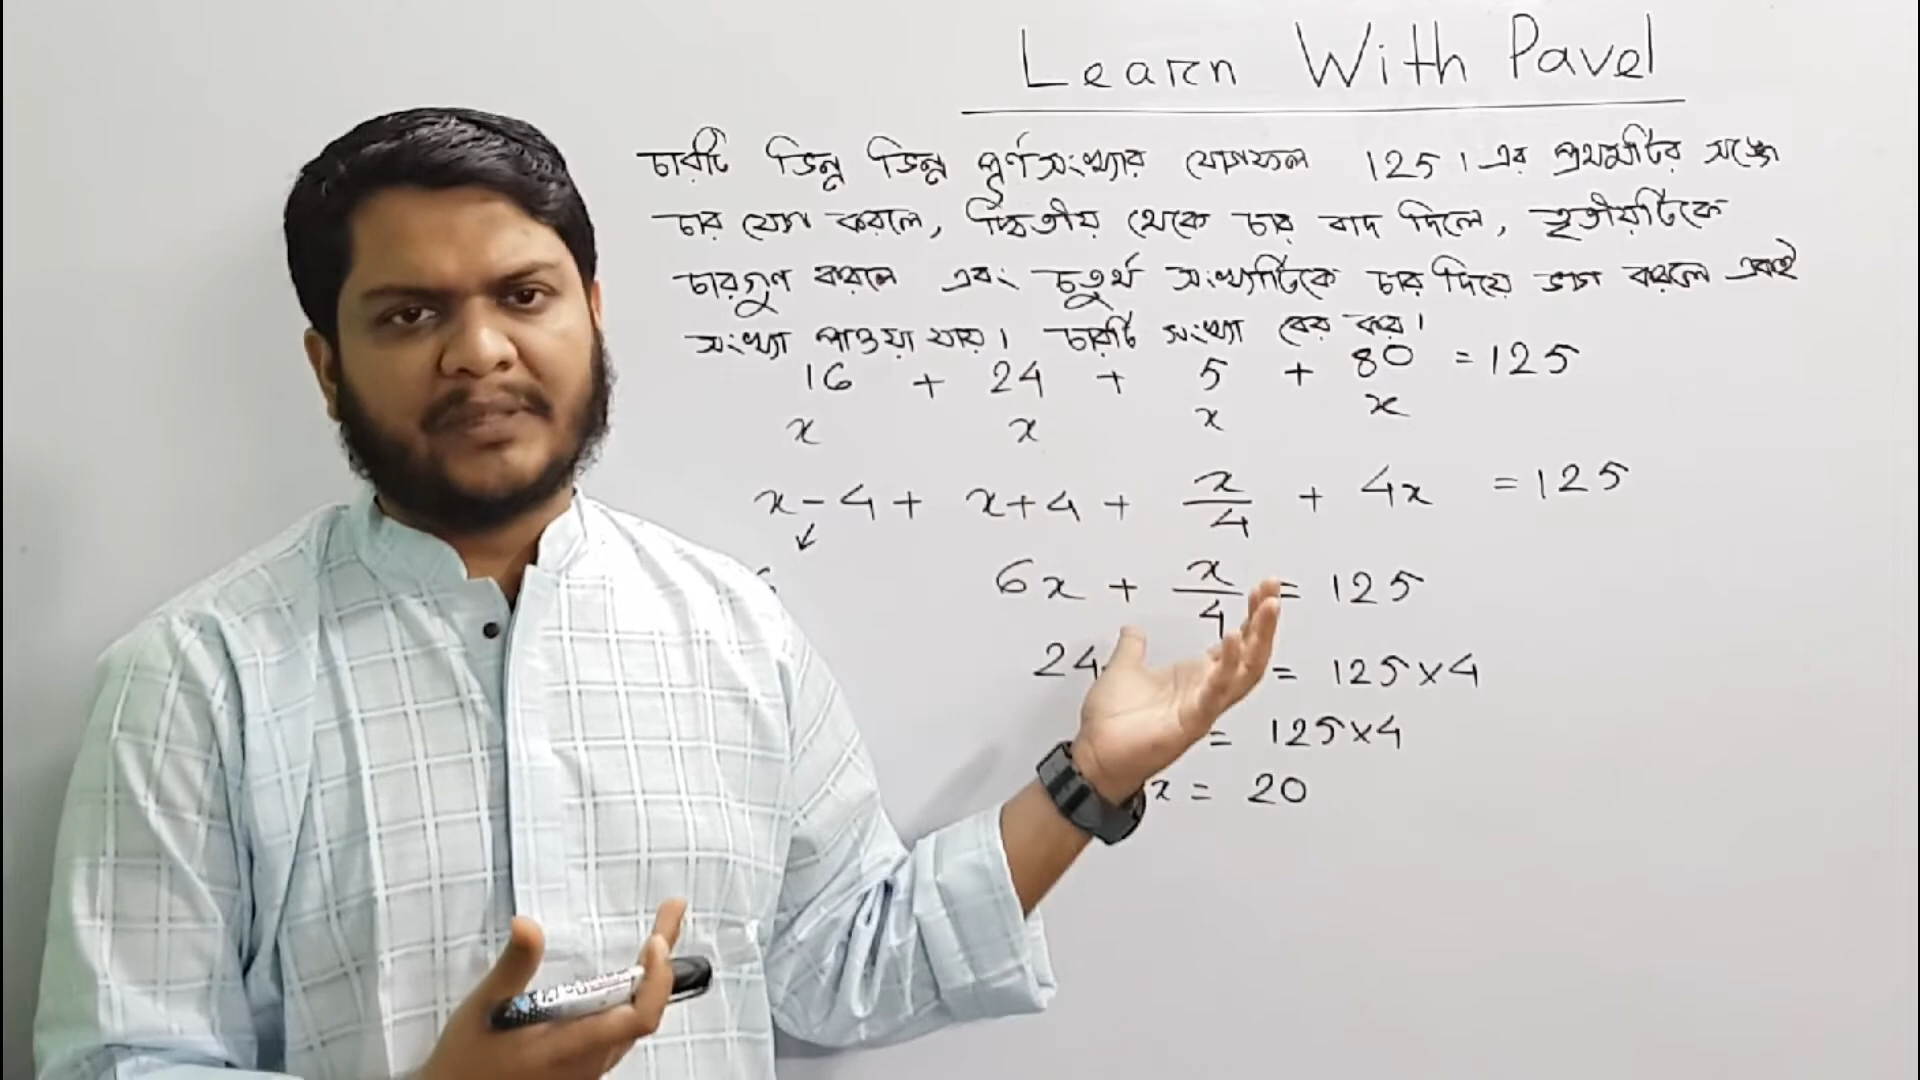 Learn With Pavel
চারটি ভিন্ন ভিন্ন পূর্ণসংখ্যার যোগফল 125। এর প্রথমটির সঙ্গে
চার যোগ করলে, দ্বিতীয় থেকে চার বাদ দিলে, তৃতীয়টিকে
চারগুণ করলে এবং চতুর্থ সংখ্যাটিকে চার দিয়ে ভাগ করলে একই
সংখ্যা পাওয়া যায়। চারটি সংখ্যা বের কর।
16 + 24 + 5 + 80 = 125
x x x x
x - 4 + x + 4 + x/4 + 4x = 125
6x + x/4 = 125
24 = 125 × 4
= 125 × 4
x = 20